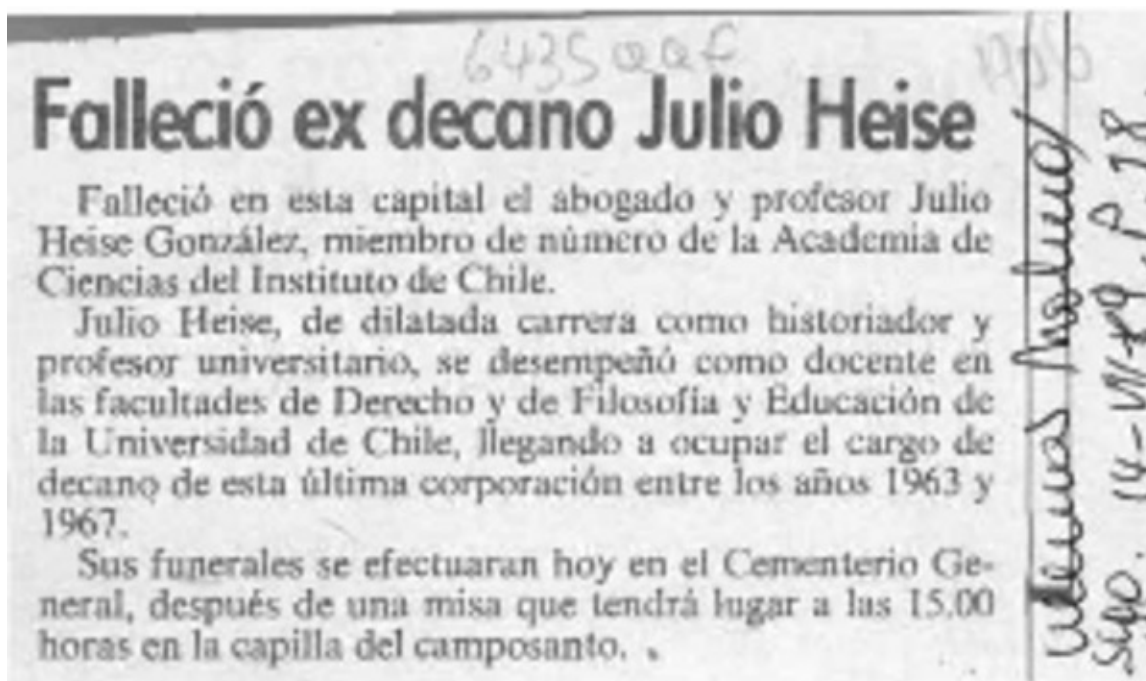 6435
Falleció ex decano Julio Heise
Falleció en esta capital el abogado y profesor Julio
Heise González, miembro de número de la Academia de
Ciencias del Instituto de Chile.
Julio Heise, de dilatada carrera como historiador y
profesor universitario, se desempeñó como docente en
las facultades de Derecho y de Filosofía y Educación de
la Universidad de Chile, llegando a ocupar el cargo de
decano de esta última corporación entre los años 1963 y
1967.
Sus funerales se efectuaran hoy en el Cementerio Ge-
neral, después de una misa que tendrá lugar a las 15.00
horas en la capilla del camposanto.